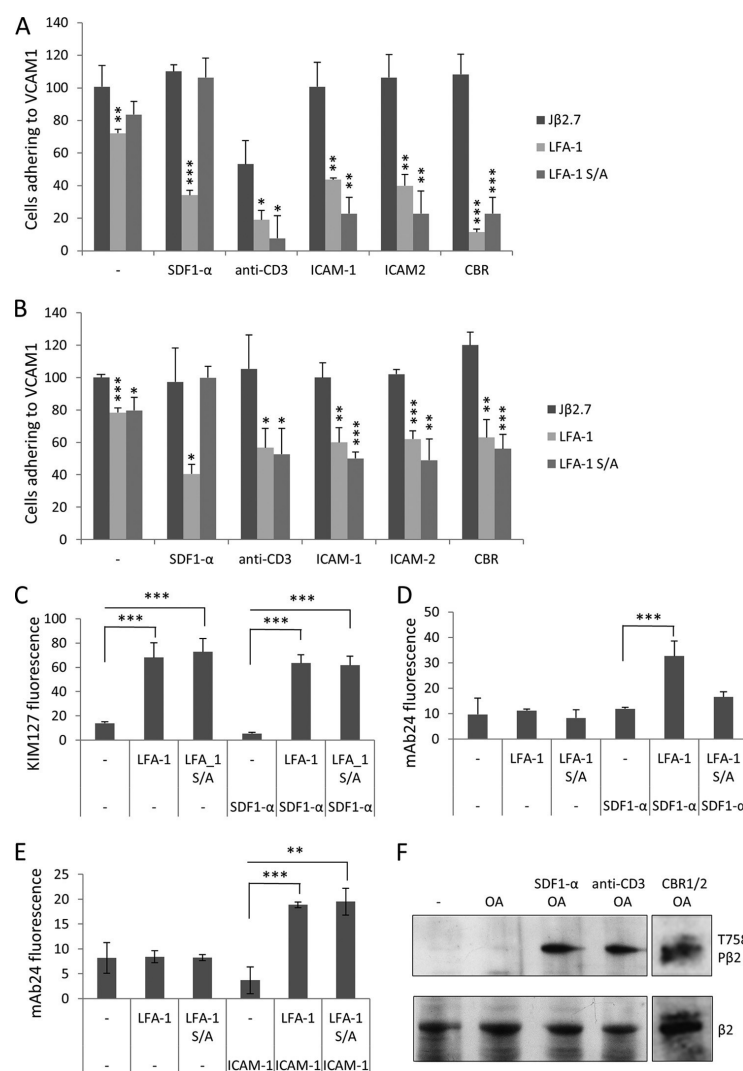 A
Cells adhering to VCAM1
140
120
100
80
60
40
20
0
** *** * * ** ** ** ** *** ***
- SDF1-α anti-CD3 ICAM-1 ICAM2 CBR
Jβ2.7
LFA-1
LFA-1 S/A
B
Cells adhering to VCAM1
140
120
100
80
60
40
20
0
*** * * * * ** *** *** ** ** ***
- SDF1-α anti-CD3 ICAM-1 ICAM-2 CBR
Jβ2.7
LFA-1
LFA-1 S/A
C
KIM127 fluorescence
100
80
60
40
20
0
*** ***
*** ***
- LFA-1 LFA_1 - LFA-1 LFA_1
S/A S/A
- - - SDF1-α SDF1-α SDF1-α
D
mAb24 fluorescence
50
40
30
20
10
0
***
- LFA-1 LFA-1 - LFA-1 LFA-1
S/A S/A
- - - SDF1-α SDF1-α SDF1-α
E
mAb24 fluorescence
25
20
15
10
5
0
**
***
- LFA-1 LFA-1 - LFA-1 LFA-1
S/A S/A
- - - ICAM-1 ICAM-1 ICAM-1
F
SDF1-α anti-CD3 CBR1/2
- OA OA OA OA
T758
Pβ2
β2